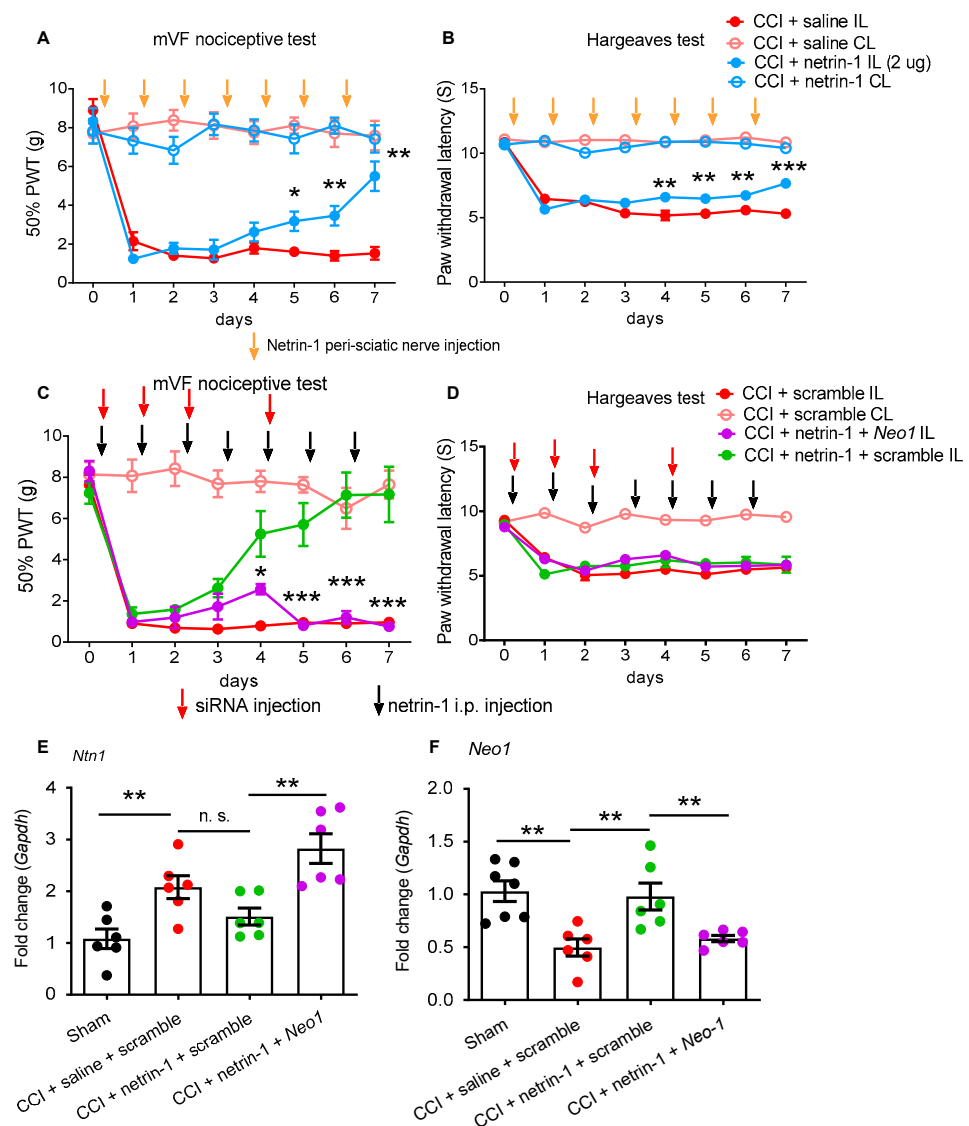 A
mVF nociceptive test
50% PWT (g)
10
8
6
4
2
0
*
**
**
0 1 2 3 4 5 6 7
days
B
Hargeaves test
CCI + saline IL
CCI + saline CL
CCI + netrin-1 IL (2 ug)
CCI + netrin-1 CL
Paw withdrawal latency (S)
15
10
5
0
**
**
**
***
0 1 2 3 4 5 6 7
days
Netrin-1 peri-sciatic nerve injection
C
mVF nociceptive test
50% PWT (g)
10
8
6
4
2
0
*
***
***
***
0 1 2 3 4 5 6 7
days
D
Hargeaves test
CCI + scramble IL
CCI + scramble CL
CCI + netrin-1 + Neo1 IL
CCI + netrin-1 + scramble IL
Paw withdrawal latency (S)
15
10
5
0
0 1 2 3 4 5 6 7
days
siRNA injection
netrin-1 i.p. injection
E
Ntn1
Fold change (Gapdh)
4
3
2
1
0
**
n. s.
**
Sham
CCI + saline + scramble
CCI + netrin-1 + scramble
CCI + netrin-1 + Neo1
F
Neo1
Fold change (Gapdh)
2.0
1.5
1.0
0.5
0.0
**
**
**
Sham
CCI + saline + scramble
CCI + netrin-1 + scramble
CCI + netrin-1 + Neo-1